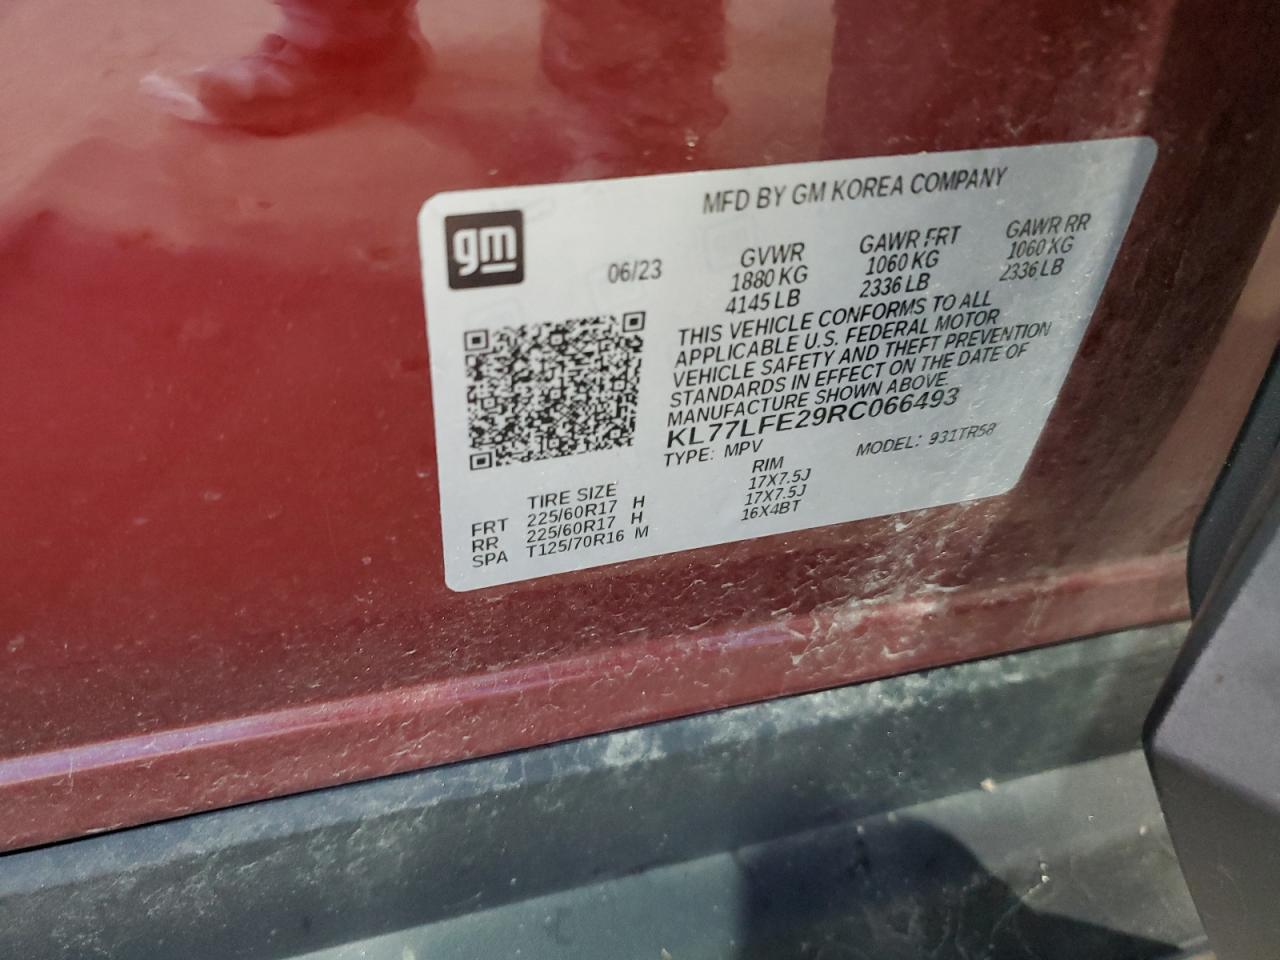 MFD BY GM KOREA COMPANY
gm
06/23
GVWR GAWR FRT GAWR RR
1880 KG 1060 KG 1060 KG
4145 LB 2336 LB 2336 LB
THIS VEHICLE CONFORMS TO ALL
APPLICABLE U.S. FEDERAL MOTOR
VEHICLE SAFETY AND THEFT PREVENTION
STANDARDS IN EFFECT ON THE DATE OF
MANUFACTURE SHOWN ABOVE.
KL77LFE29RC066493
TYPE: MPV MODEL: 931TR58
TIRE SIZE RIM
FRT 225/60R17 H 17X7.5J
RR 225/60R17 H 17X7.5J
SPA T125/70R16 M 16X4BT